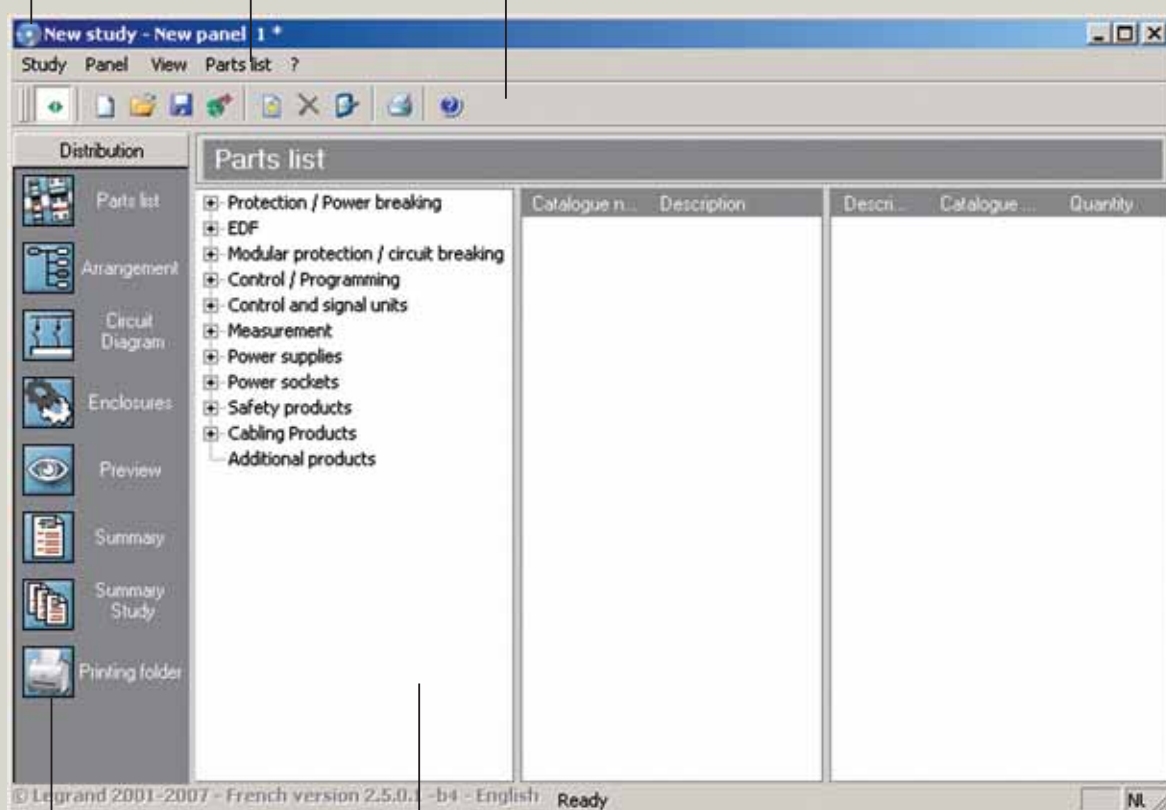 New study - New panel 1 *
Study Panel View Parts list ?
Distribution
Parts list
Arrangement
Circuit
Diagram
Enclosures
Preview
Summary
Summary
Study
Printing folder
Parts list
Protection / Power breaking
EDF
Modular protection / circuit breaking
Control / Programming
Control and signal units
Measurement
Power supplies
Power sockets
Safety products
Cabling Products
Additional products
Catalogue n... Description
Descri... Catalogue ... Quantity
© Legrand 2001-2007 - French version 2.5.0.1 -b4 - English Ready NL